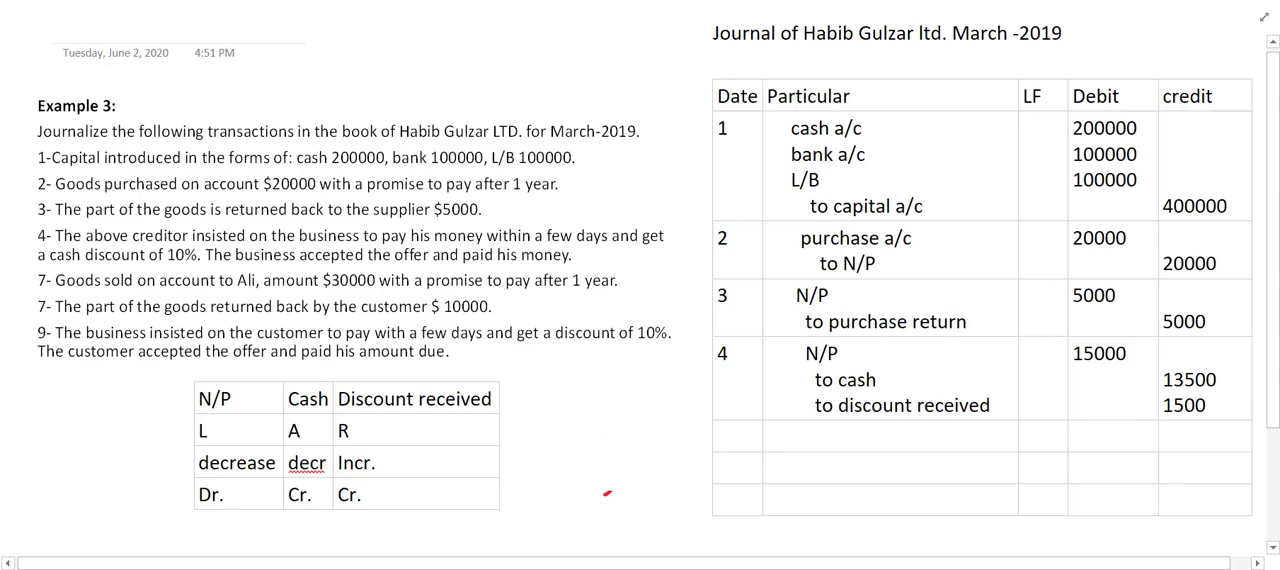 Tuesday, June 2, 2020 4:51 PM
Example 3:
Journalize the following transactions in the book of Habib Gulzar LTD. for March-2019.
1-Capital introduced in the forms of: cash 200000, bank 100000, L/B 100000.
2- Goods purchased on account $20000 with a promise to pay after 1 year.
3- The part of the goods is returned back to the supplier $5000.
4- The above creditor insisted on the business to pay his money within a few days and get
a cash discount of 10%. The business accepted the offer and paid his money.
7- Goods sold on account to Ali, amount $30000 with a promise to pay after 1 year.
7- The part of the goods returned back by the customer $ 10000.
9- The business insisted on the customer to pay with a few days and get a discount of 10%.
The customer accepted the offer and paid his amount due.
N/P Cash Discount received
L A R
decrease decr Incr.
Dr. Cr. Cr.
Journal of Habib Gulzar ltd. March -2019
Date Particular LF Debit credit
1 cash a/c 200000
bank a/c 100000
L/B 100000
to capital a/c 400000
2 purchase a/c 20000
to N/P 20000
3 N/P 5000
to purchase return 5000
4 N/P 15000
to cash 13500
to discount received 1500